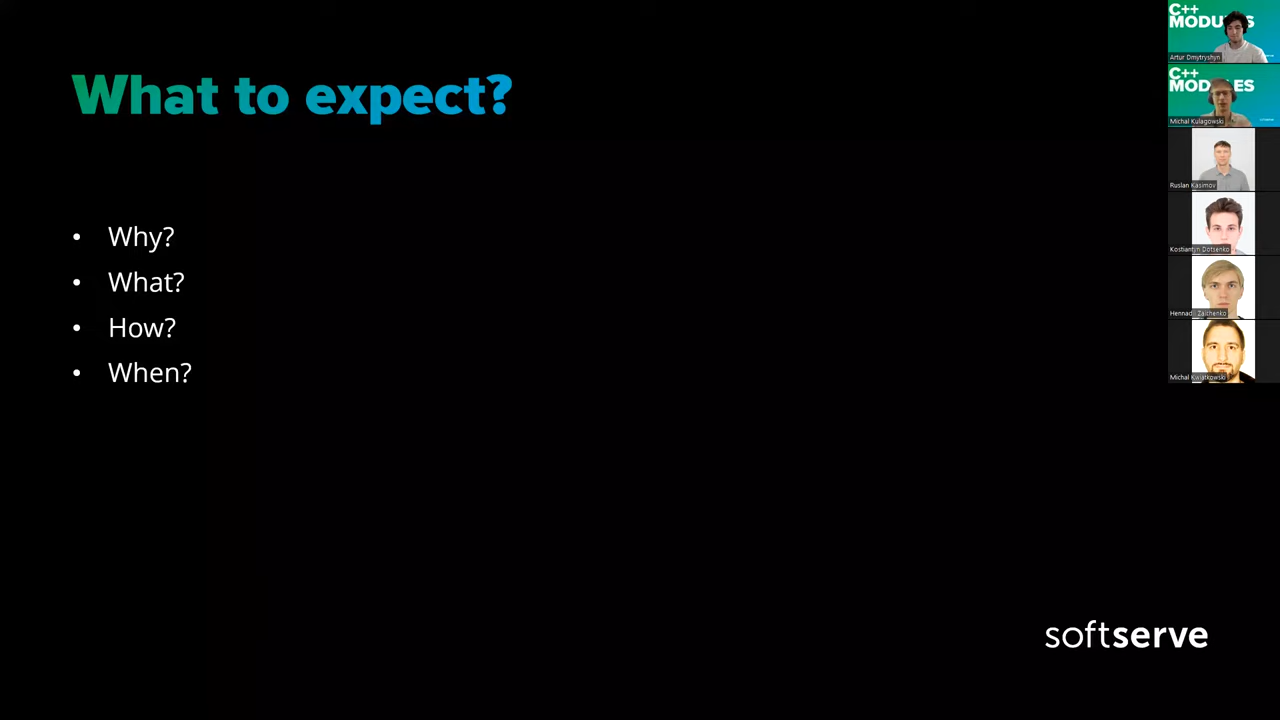 What to expect?
• Why?
• What?
• How?
• When?
softserve
C++
MODULES
Artur Dmytryshyn
C++
MODULES
Michal Kulagowski
Ruslan Kasimov
Kostiantyn Dotsenko
Michal Kwiatkowski